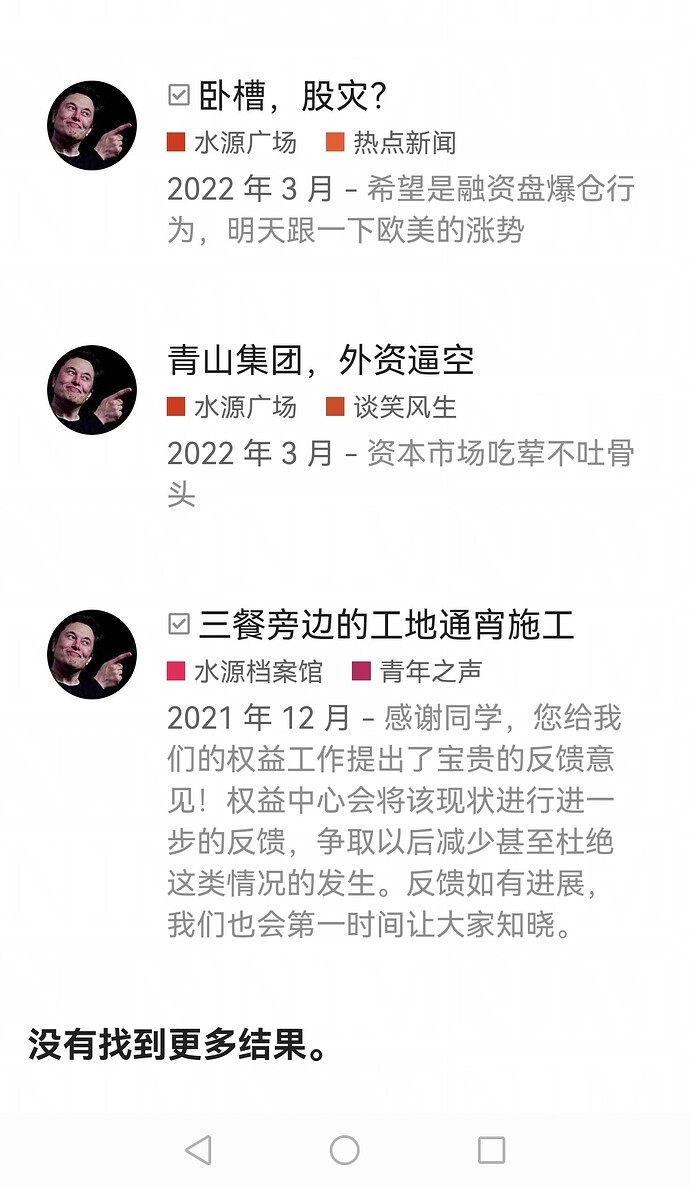 卧槽，股灾？
水源广场 热点新闻
2022 年 3 月 – 希望是融资盘爆仓行
为，明天跟一下欧美的涨势
青山集团，外资逼空
水源广场 谈笑风生
2022 年 3 月 – 资本市场吃荤不吐骨
头
三餐旁边的工地通宵施工
水源档案馆 青年之声
2021 年 12 月 – 感谢同学，您给我
们的权益工作提出了宝贵的反馈意
见！权益中心会将该现状进行进一
步的反馈，争取以后减少甚至杜绝
这类情况的发生。反馈如有进展，
我们也会第一时间让大家知晓。
没有找到更多结果。